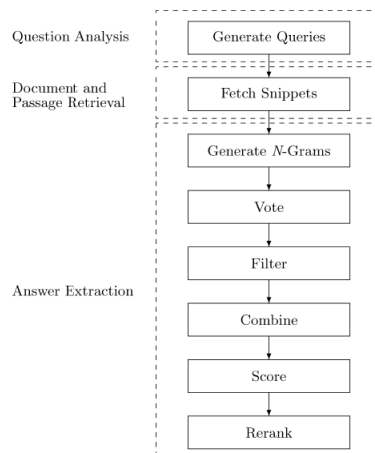 Question Analysis
Generate Queries
Document and
Passage Retrieval
Fetch Snippets
Generate N-Grams
Vote
Filter
Answer Extraction
Combine
Score
Rerank